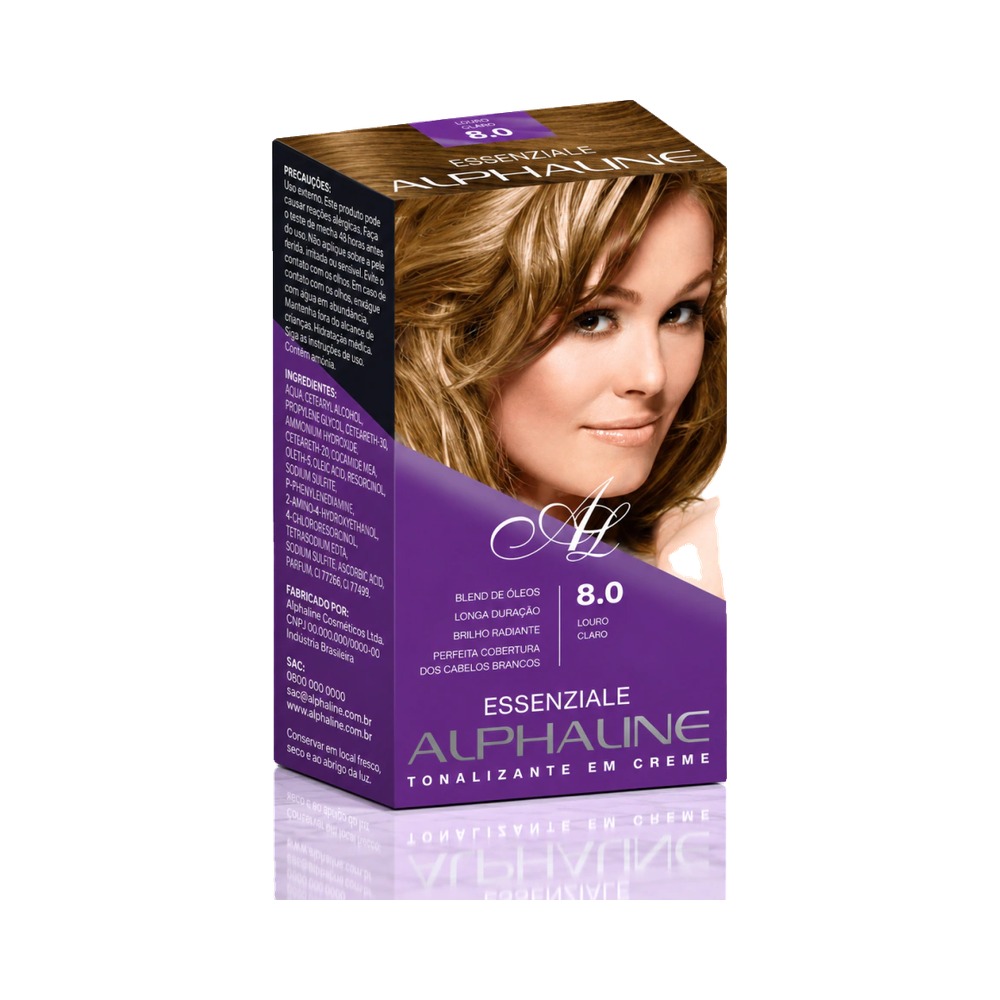 LOURO
CLARO
8.0
ESSENZIALE
ALPHALINE
PRECAUÇÕES:
Uso externo. Este produto pode
causar reações alérgicas. Faça
o teste de mecha 48 horas antes
do uso. Não aplique sobre a pele
ferida, irritada ou sensível. Evite o
contato com os olhos. Em caso de
contato com os olhos, enxágue
com água em abundância.
Mantenha fora do alcance de
crianças. Hidratação médica.
Siga as instruções de uso.
Contém amônia.
INGREDIENTES:
AQUA, CETEARYL ALCOHOL,
PROPYLENE GLYCOL, CETEARETH-30,
AMMONIUM HYDROXIDE,
CETEARETH-20, COCAMIDE MEA,
OLETH-5, OLEIC ACID, RESORCINOL,
SODIUM SULFITE,
P-PHENYLENEDIAMINE,
2-AMINO-4-HYDROXYETHANOL,
4-CHLORORESORCINOL,
TETRASODIUM EDTA,
SODIUM SULFITE, ASCORBIC ACID,
PARFUM, CI 77266, CI 77499.
FABRICADO POR:
Alphaline Cosméticos Ltda.
CNPJ 00.000.000/0000-00
Indústria Brasileira
SAC:
0800 000 0000
sac@alphaline.com.br
www.alphaline.com.br
Conservar em local fresco,
seco e ao abrigo da luz.
AL
BLEND DE ÓLEOS
LONGA DURAÇÃO
BRILHO RADIANTE
PERFEITA COBERTURA
DOS CABELOS BRANCOS
8.0
LOURO
CLARO
ESSENZIALE
ALPHALINE
TONALIZANTE EM CREME